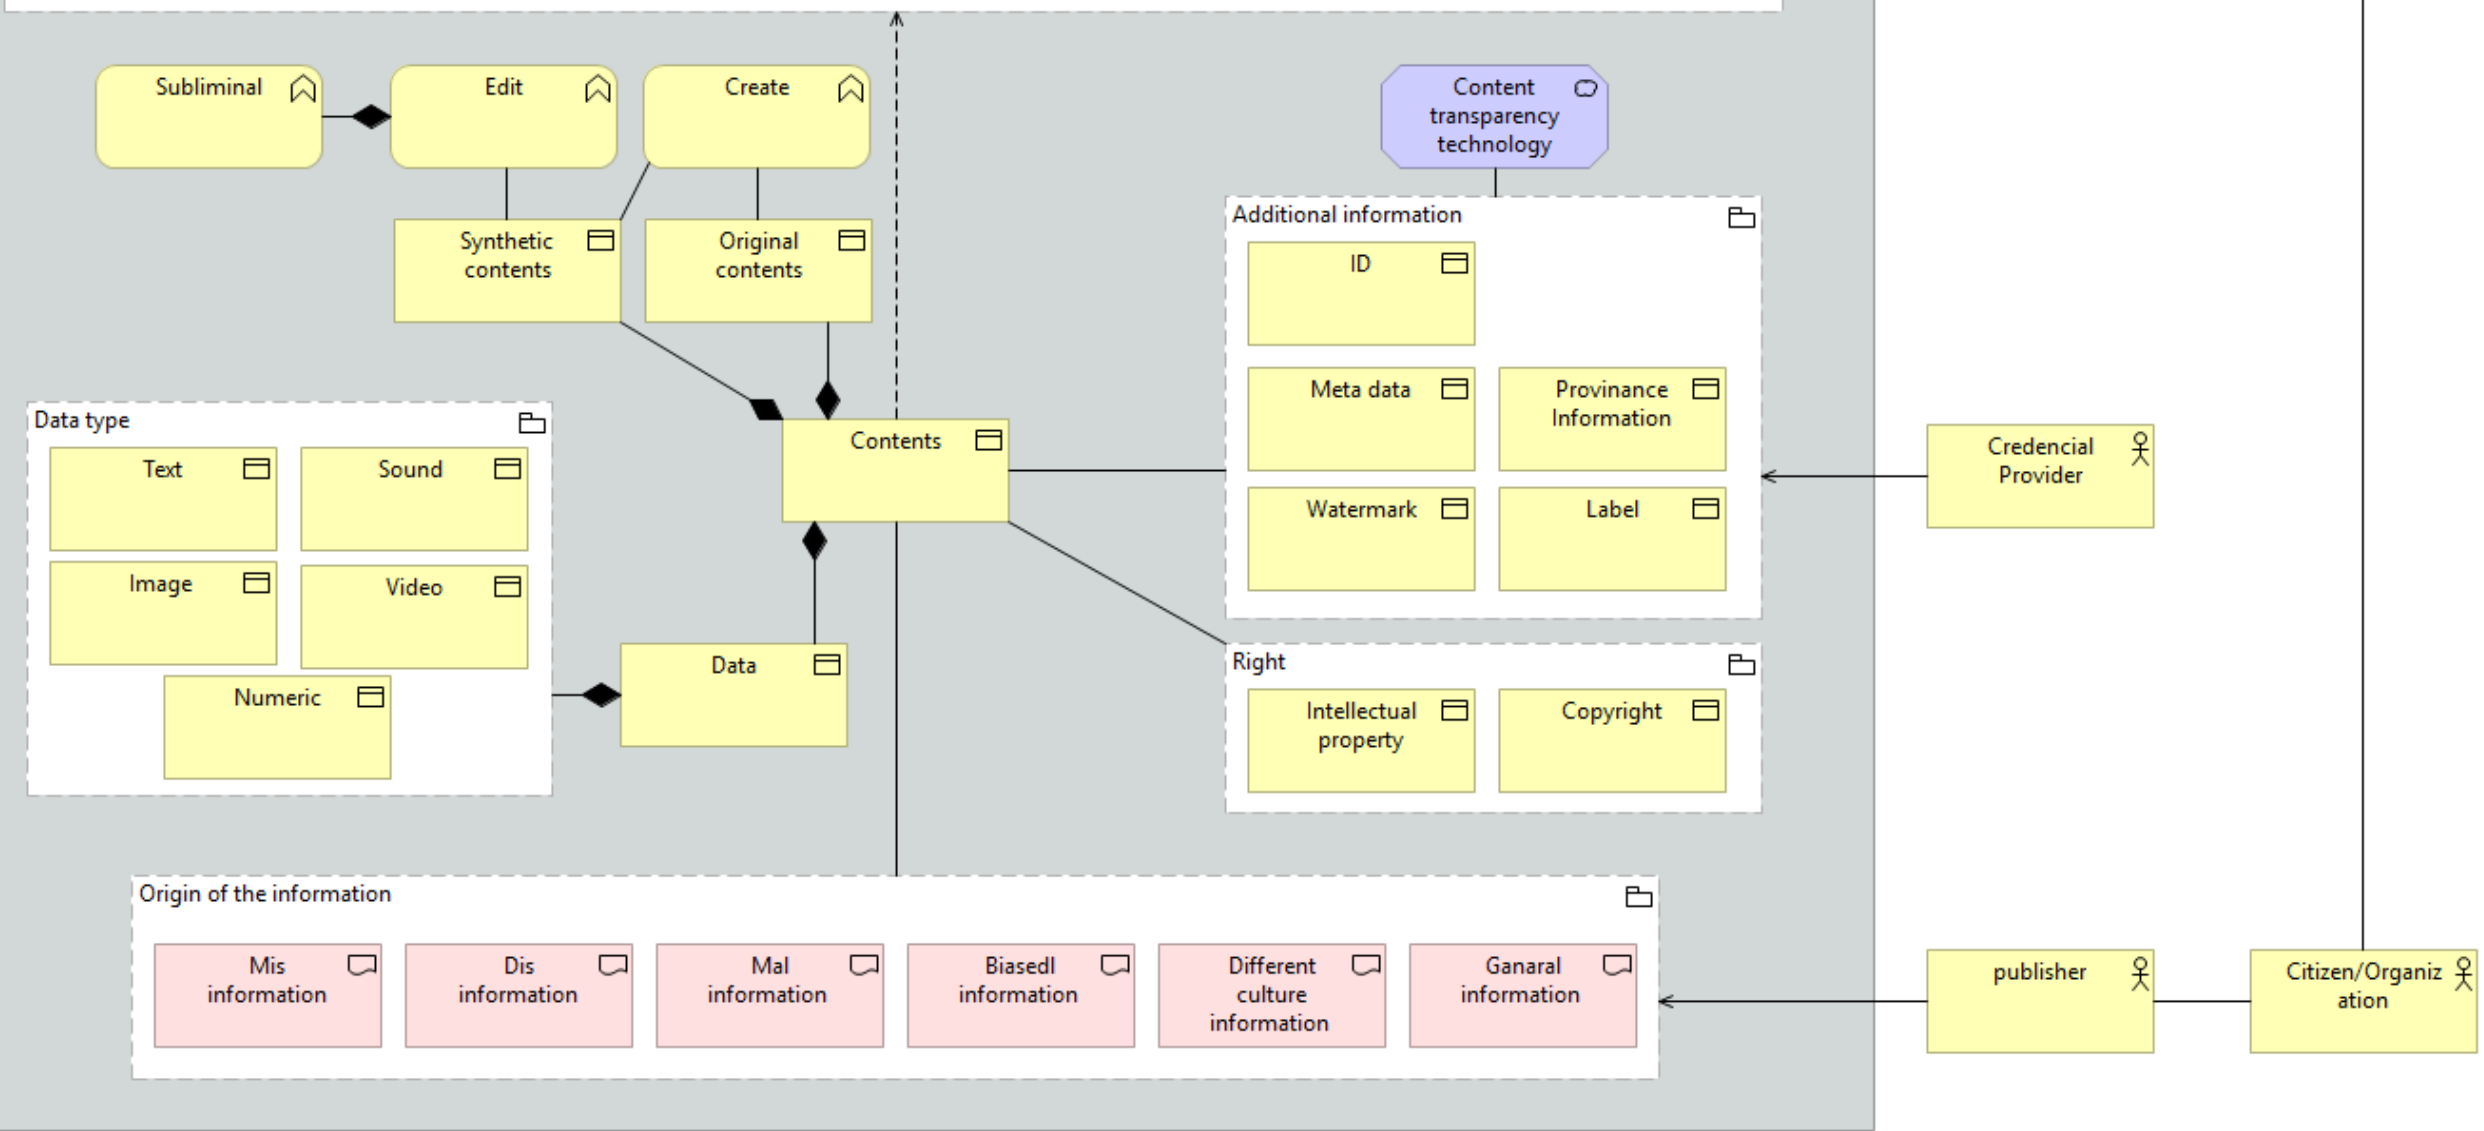 Subliminal
Edit
Create
Content
transparency
technology
Synthetic
contents
Original
contents
Additional information
ID
Meta data
Provinance
Information
Watermark
Label
Data type
Text
Sound
Image
Video
Numeric
Contents
Credencial
Provider
Data
Right
Intellectual
property
Copyright
Origin of the information
Mis
information
Dis
information
Mal
information
Biasedl
information
Different
culture
information
Ganaral
information
publisher
Citizen/Organiz
ation